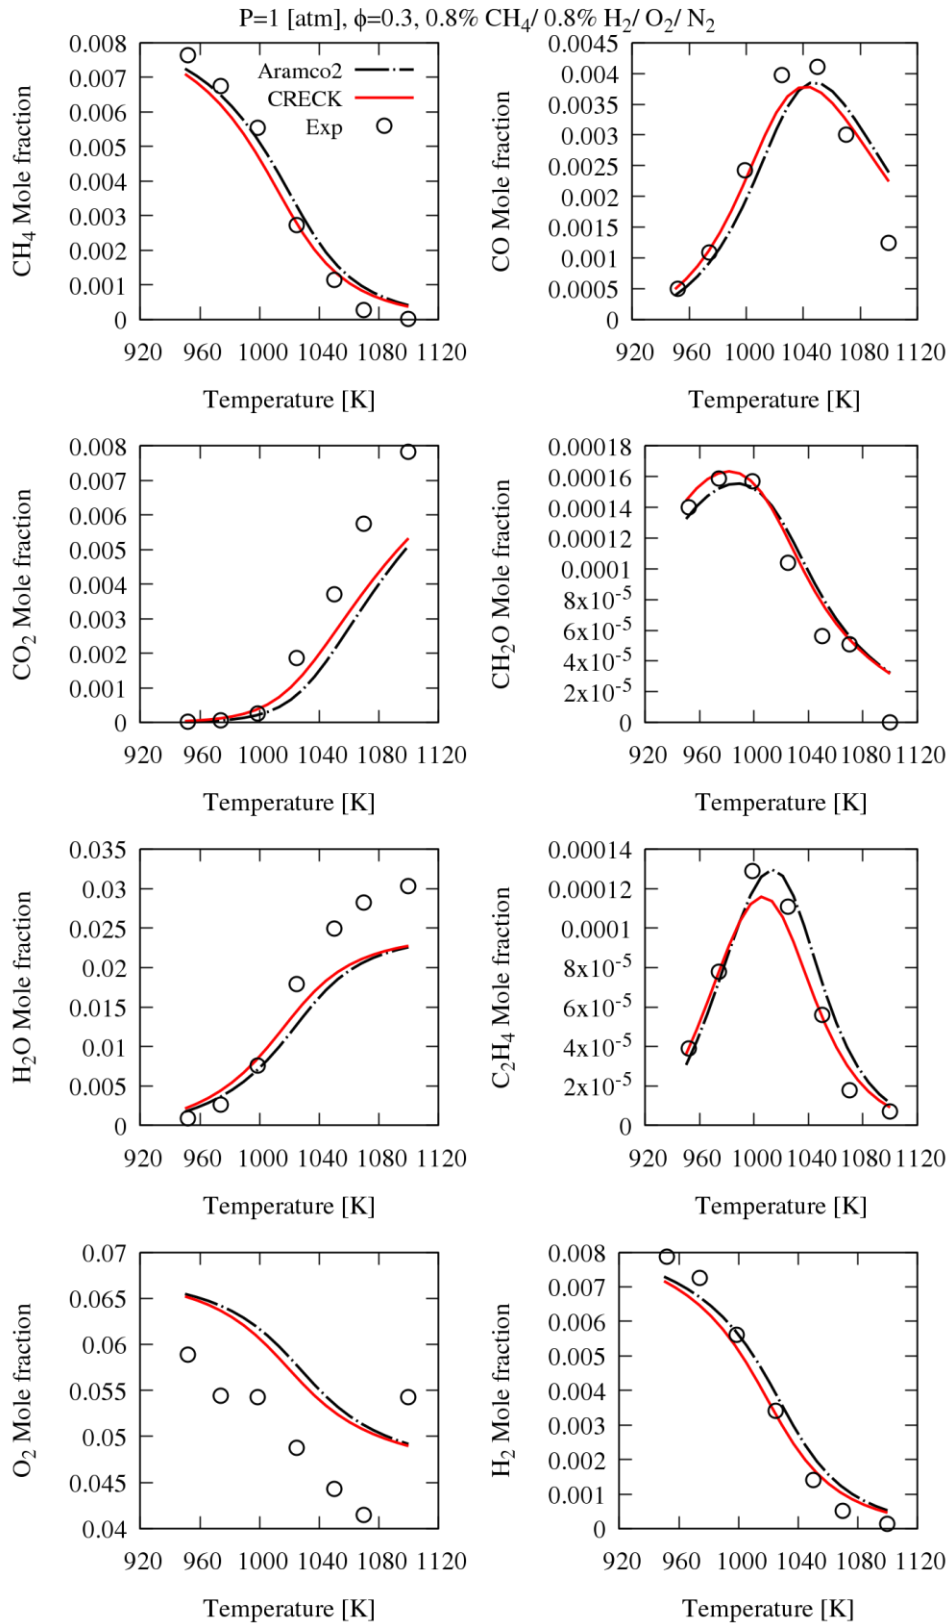 P=1 [atm], ϕ=0.3, 0.8% CH4/ 0.8% H2/ O2/ N2
CH4 Mole fraction
0.008
0.007
0.006
0.005
0.004
0.003
0.002
0.001
0
Aramco2
CRECK
Exp
920 960 1000 1040 1080 1120
Temperature [K]
CO Mole fraction
0.0045
0.004
0.0035
0.003
0.0025
0.002
0.0015
0.001
0.0005
0
920 960 1000 1040 1080 1120
Temperature [K]
CO2 Mole fraction
0.008
0.007
0.006
0.005
0.004
0.003
0.002
0.001
0
920 960 1000 1040 1080 1120
Temperature [K]
CH2O Mole fraction
0.00018
0.00016
0.00014
0.00012
0.0001
8x10-5
6x10-5
4x10-5
2x10-5
0
920 960 1000 1040 1080 1120
Temperature [K]
H2O Mole fraction
0.035
0.03
0.025
0.02
0.015
0.01
0.005
0
920 960 1000 1040 1080 1120
Temperature [K]
C2H4 Mole fraction
0.00014
0.00012
0.0001
8x10-5
6x10-5
4x10-5
2x10-5
0
920 960 1000 1040 1080 1120
Temperature [K]
O2 Mole fraction
0.07
0.065
0.06
0.055
0.05
0.045
0.04
920 960 1000 1040 1080 1120
Temperature [K]
H2 Mole fraction
0.008
0.007
0.006
0.005
0.004
0.003
0.002
0.001
0
920 960 1000 1040 1080 1120
Temperature [K]